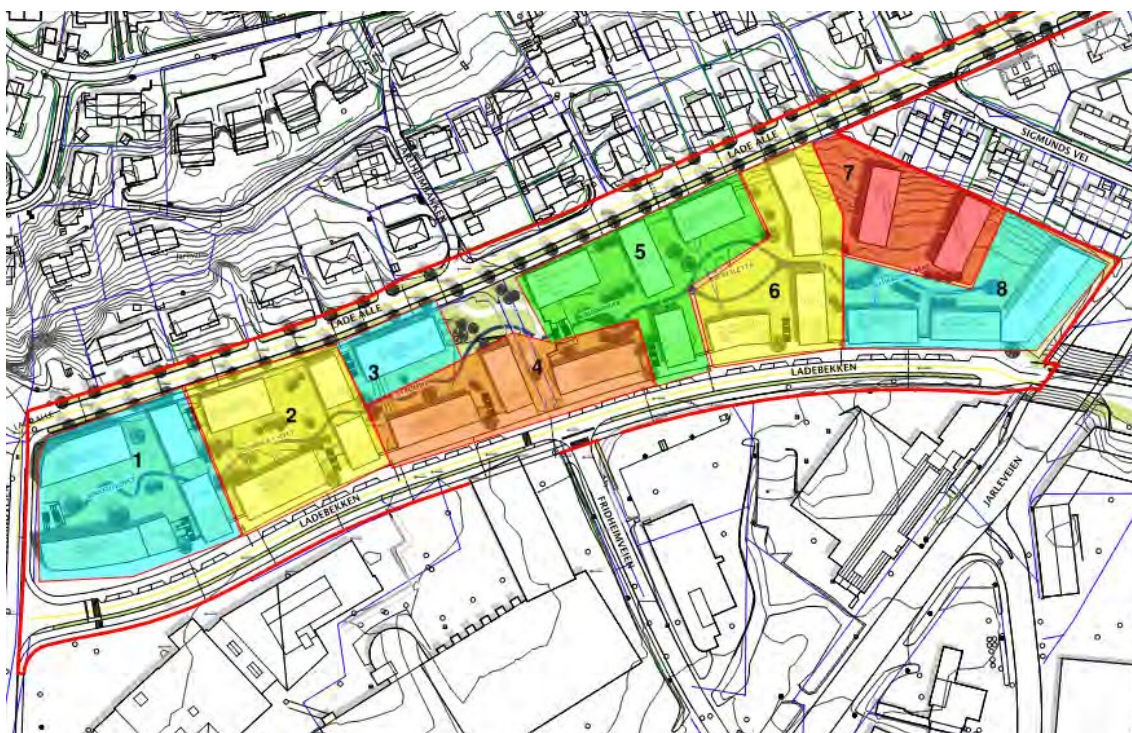 SIGMUNDS VEI
LADE ALLE
7
5
6
8
LADE ALLE
3
4
LADEBEKKEN
2
1
LADEBEKKEN
FRIDHEIMVEIEN
JARLEVEIEN